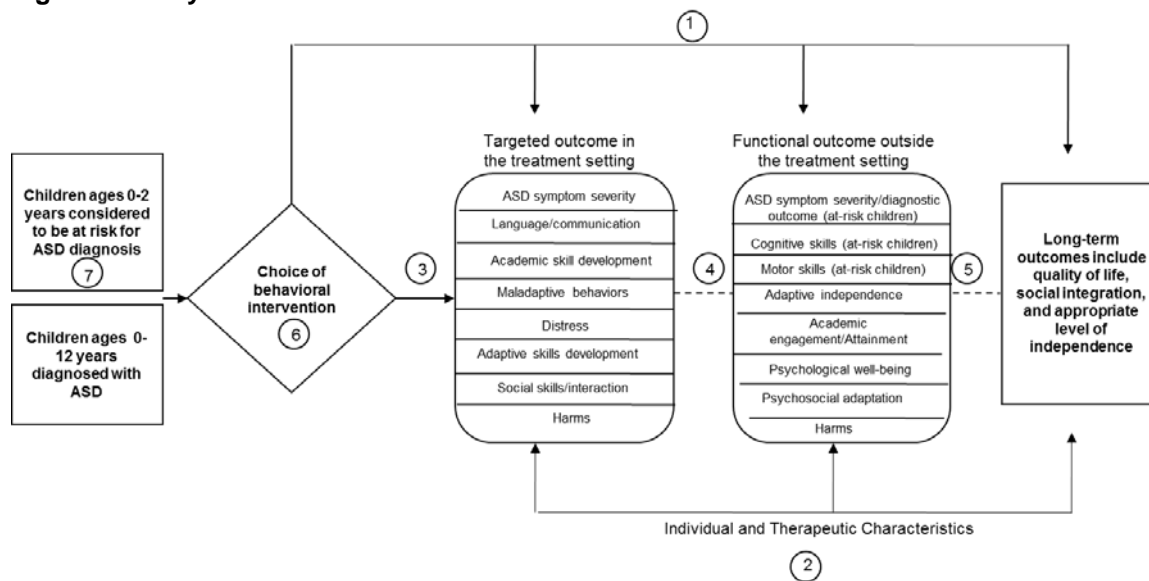 1
Targeted outcome in
the treatment setting
Functional outcome outside
the treatment setting
Children ages 0-2
years considered
to be at risk for
ASD diagnosis
7
Children ages 0-
12 years
diagnosed with
ASD
Choice of
behavioral
intervention
6
3
ASD symptom severity
Language/communication
Academic skill development
Maladaptive behaviors
Distress
Adaptive skills development
Social skills/interaction
Harms
4
ASD symptom severity/diagnostic
outcome (at-risk children)
Cognitive skills (at-risk children)
Motor skills (at-risk children)
Adaptive independence
Academic
engagement/Attainment
Psychological well-being
Psychosocial adaptation
Harms
5
Long-term
outcomes include
quality of life,
social integration,
and appropriate
level of
independence
Individual and Therapeutic Characteristics
2